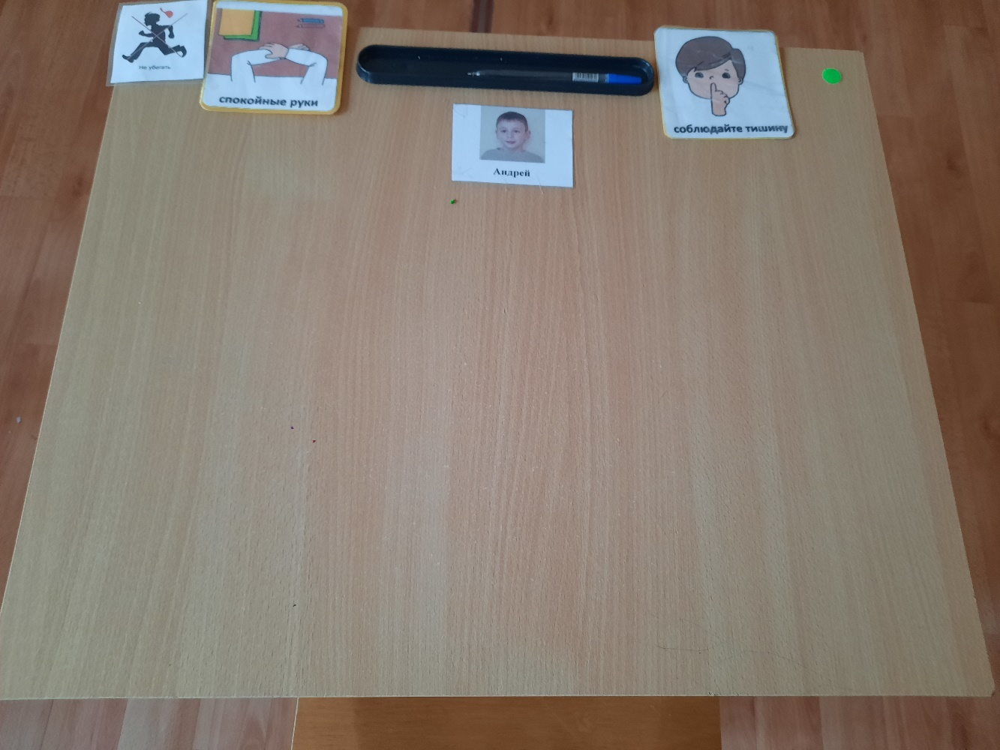 Не убегать
спокойные руки
соблюдайте тишину
Андрей